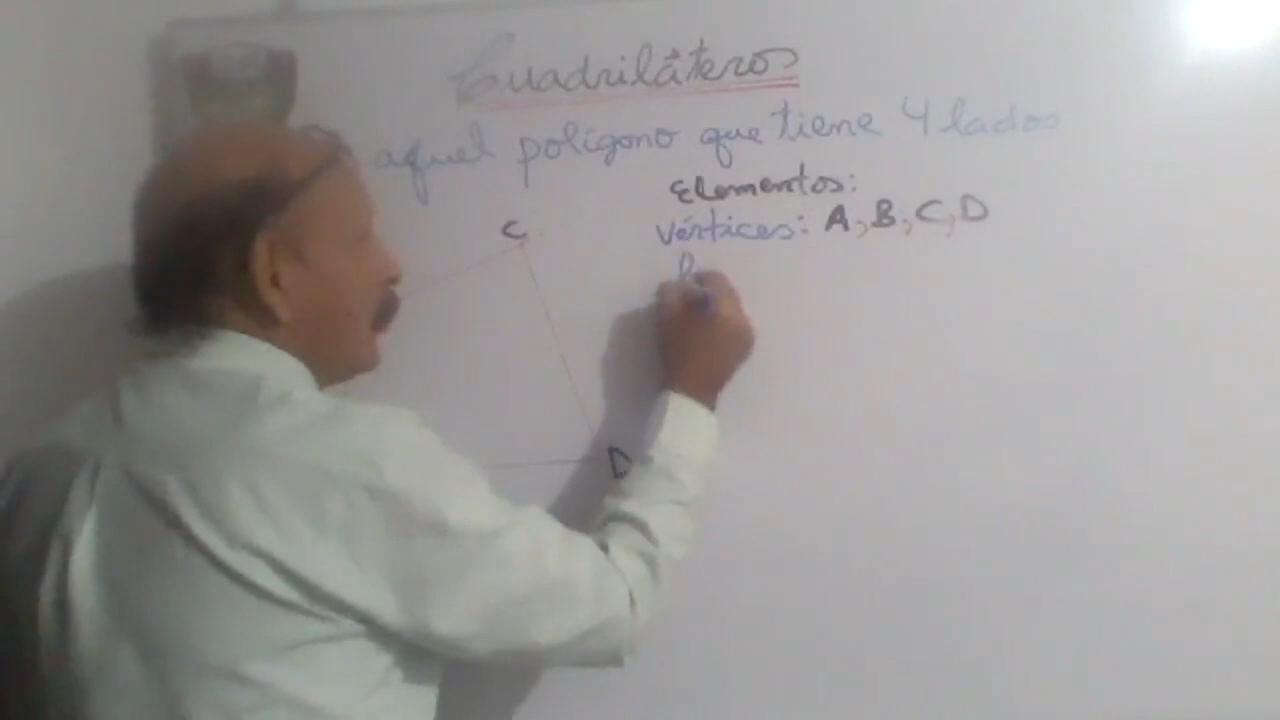 Cuadriláteros
aquel polígono que tiene 4 lados
Elementos:
C
vértices: A, B, C, D
D